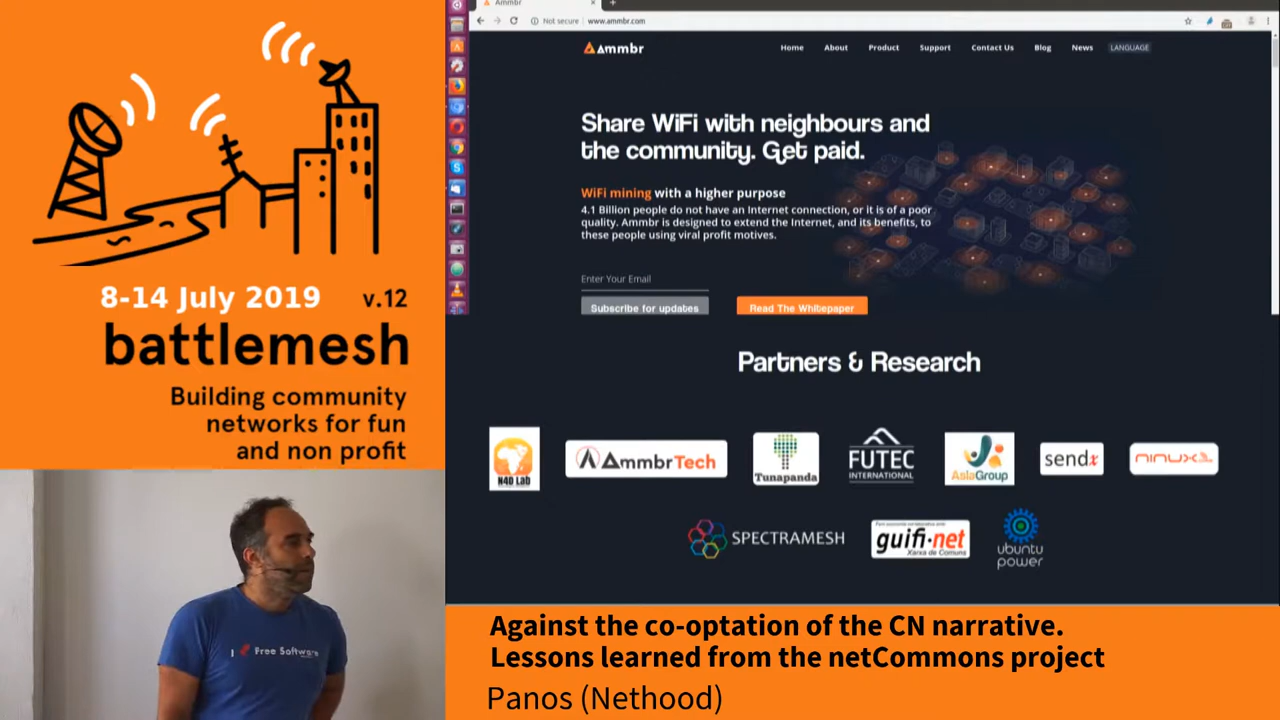 8-14 July 2019 v.12
battlemesh
Building community
networks for fun
and non profit
I Free Software
Ammbr
Not secure www.ammbr.com
Ammbr
Home About Product Support Contact Us Blog News LANGUAGE
Share WiFi with neighbours and
the community. Get paid.
WiFi mining with a higher purpose
4.1 Billion people do not have an Internet connection, or it is of a poor
quality. Ammbr is designed to extend the Internet, and its benefits, to
these people using viral profit motives.
Enter Your Email
Subscribe for updates Read The Whitepaper
Partners & Research
N4D Lab
AmmbrTech
Tunapanda
FUTEC
INTERNATIONAL
AsiaGroup
sendx
ninux
SPECTRAMESH
guifi·net
Xarxa de Comuns
ubuntu
power
Against the co-optation of the CN narrative.
Lessons learned from the netCommons project
Panos (Nethood)